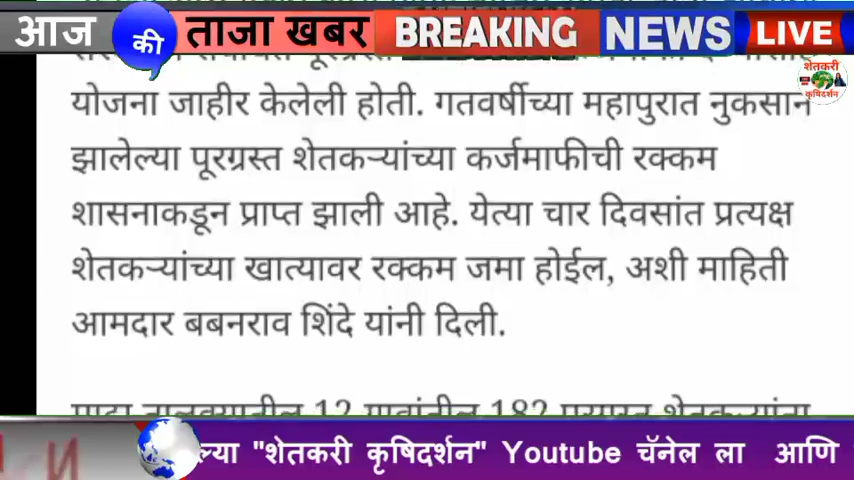 आज की ताजा खबर BREAKING NEWS LIVE
शेतकरी
कृषिदर्शन
योजना जाहीर केलेली होती. गतवर्षीच्या महापुरात नुकसान
झालेल्या पूरग्रस्त शेतकऱ्यांच्या कर्जमाफीची रक्कम
शासनाकडून प्राप्त झाली आहे. येत्या चार दिवसांत प्रत्यक्ष
शेतकऱ्यांच्या खात्यावर रक्कम जमा होईल, अशी माहिती
आमदार बबनराव शिंदे यांनी दिली.
12 182
ल्या "शेतकरी कृषिदर्शन" Youtube चॅनेल ला आणि